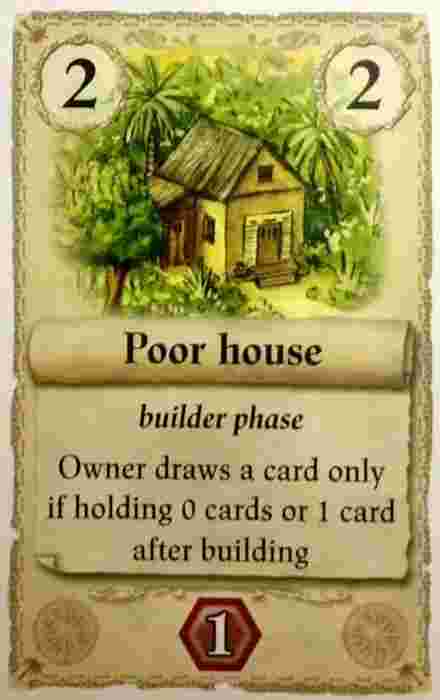 2 2
Poor house
builder phase
Owner draws a card only
if holding 0 cards or 1 card
after building
1